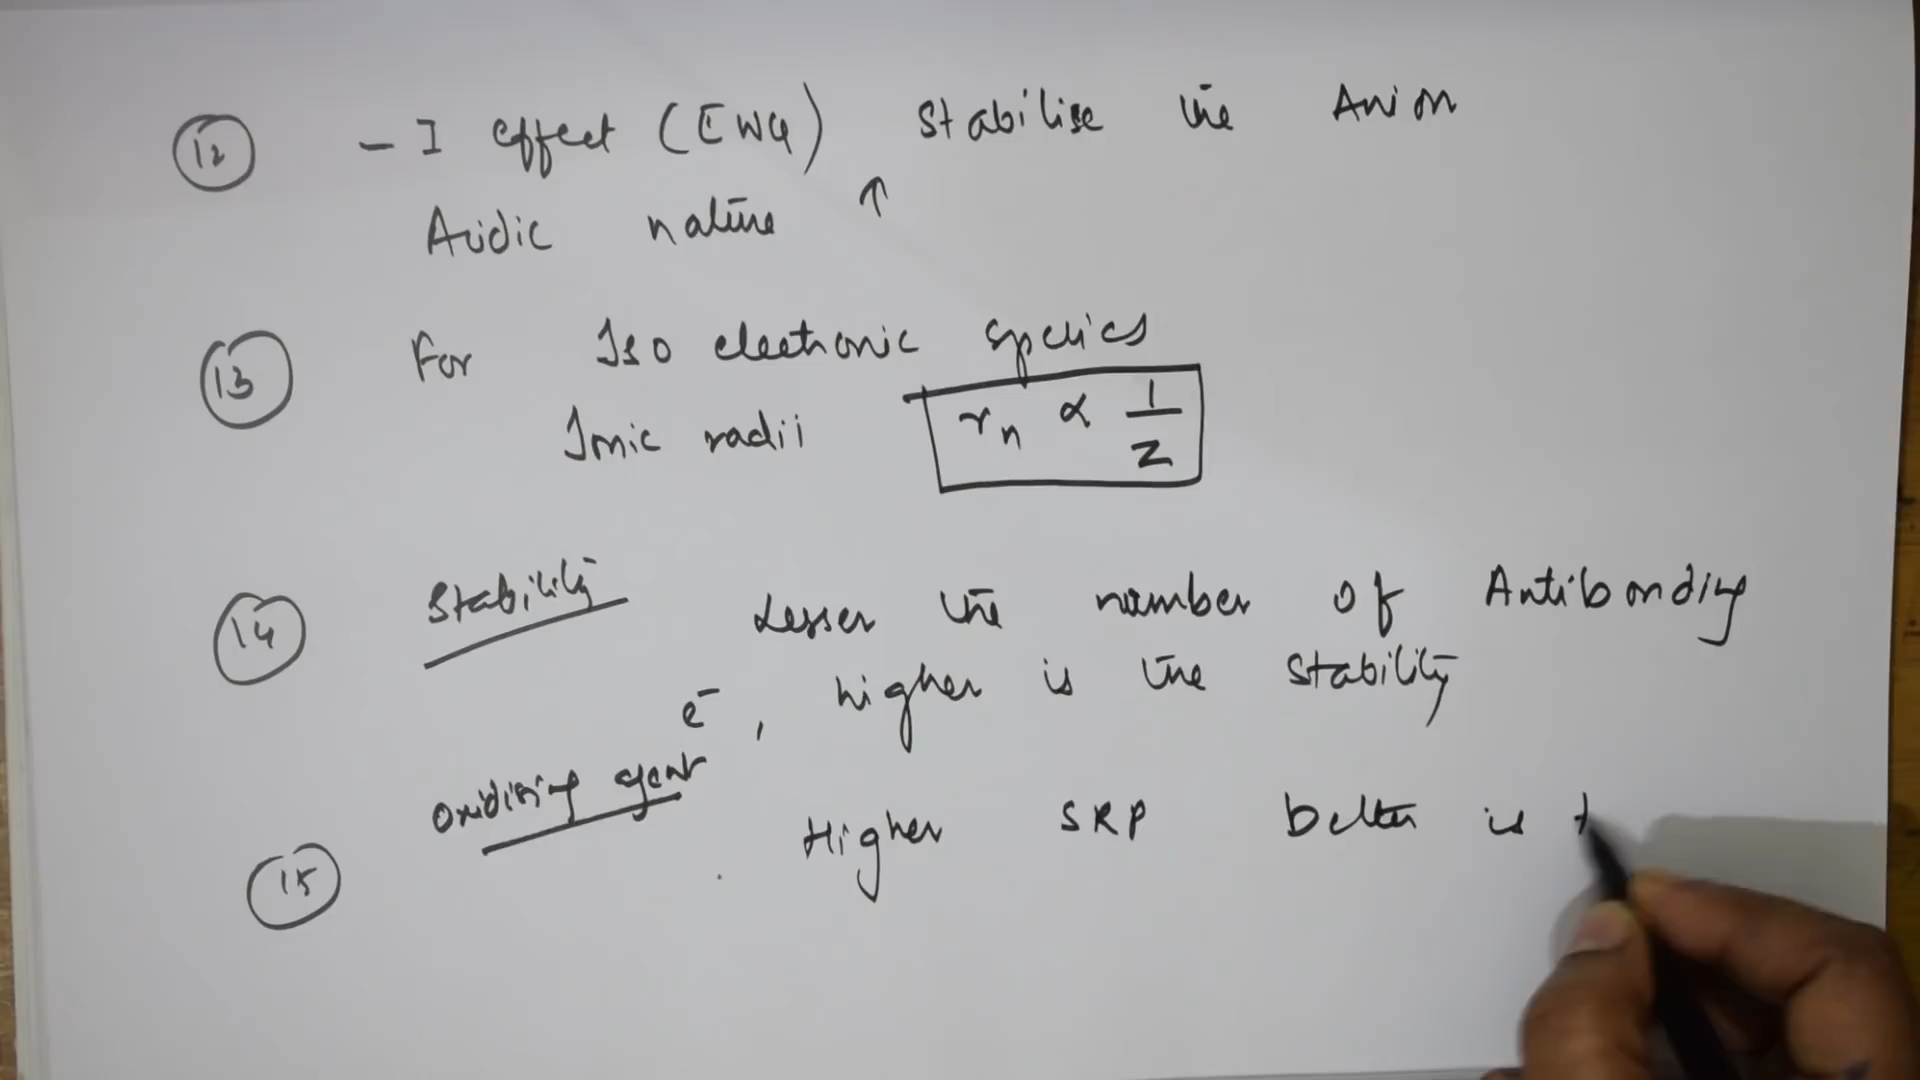 12 - I effect (EWG) stabilise the Anion
Acidic nature ↑
13 For Iso electronic species
Ionic radii rn ∝ 1/Z
14 Stability Lesser the number of Antibonding
e-, higher is the stability
15 oxidising agent Higher SRP better is t